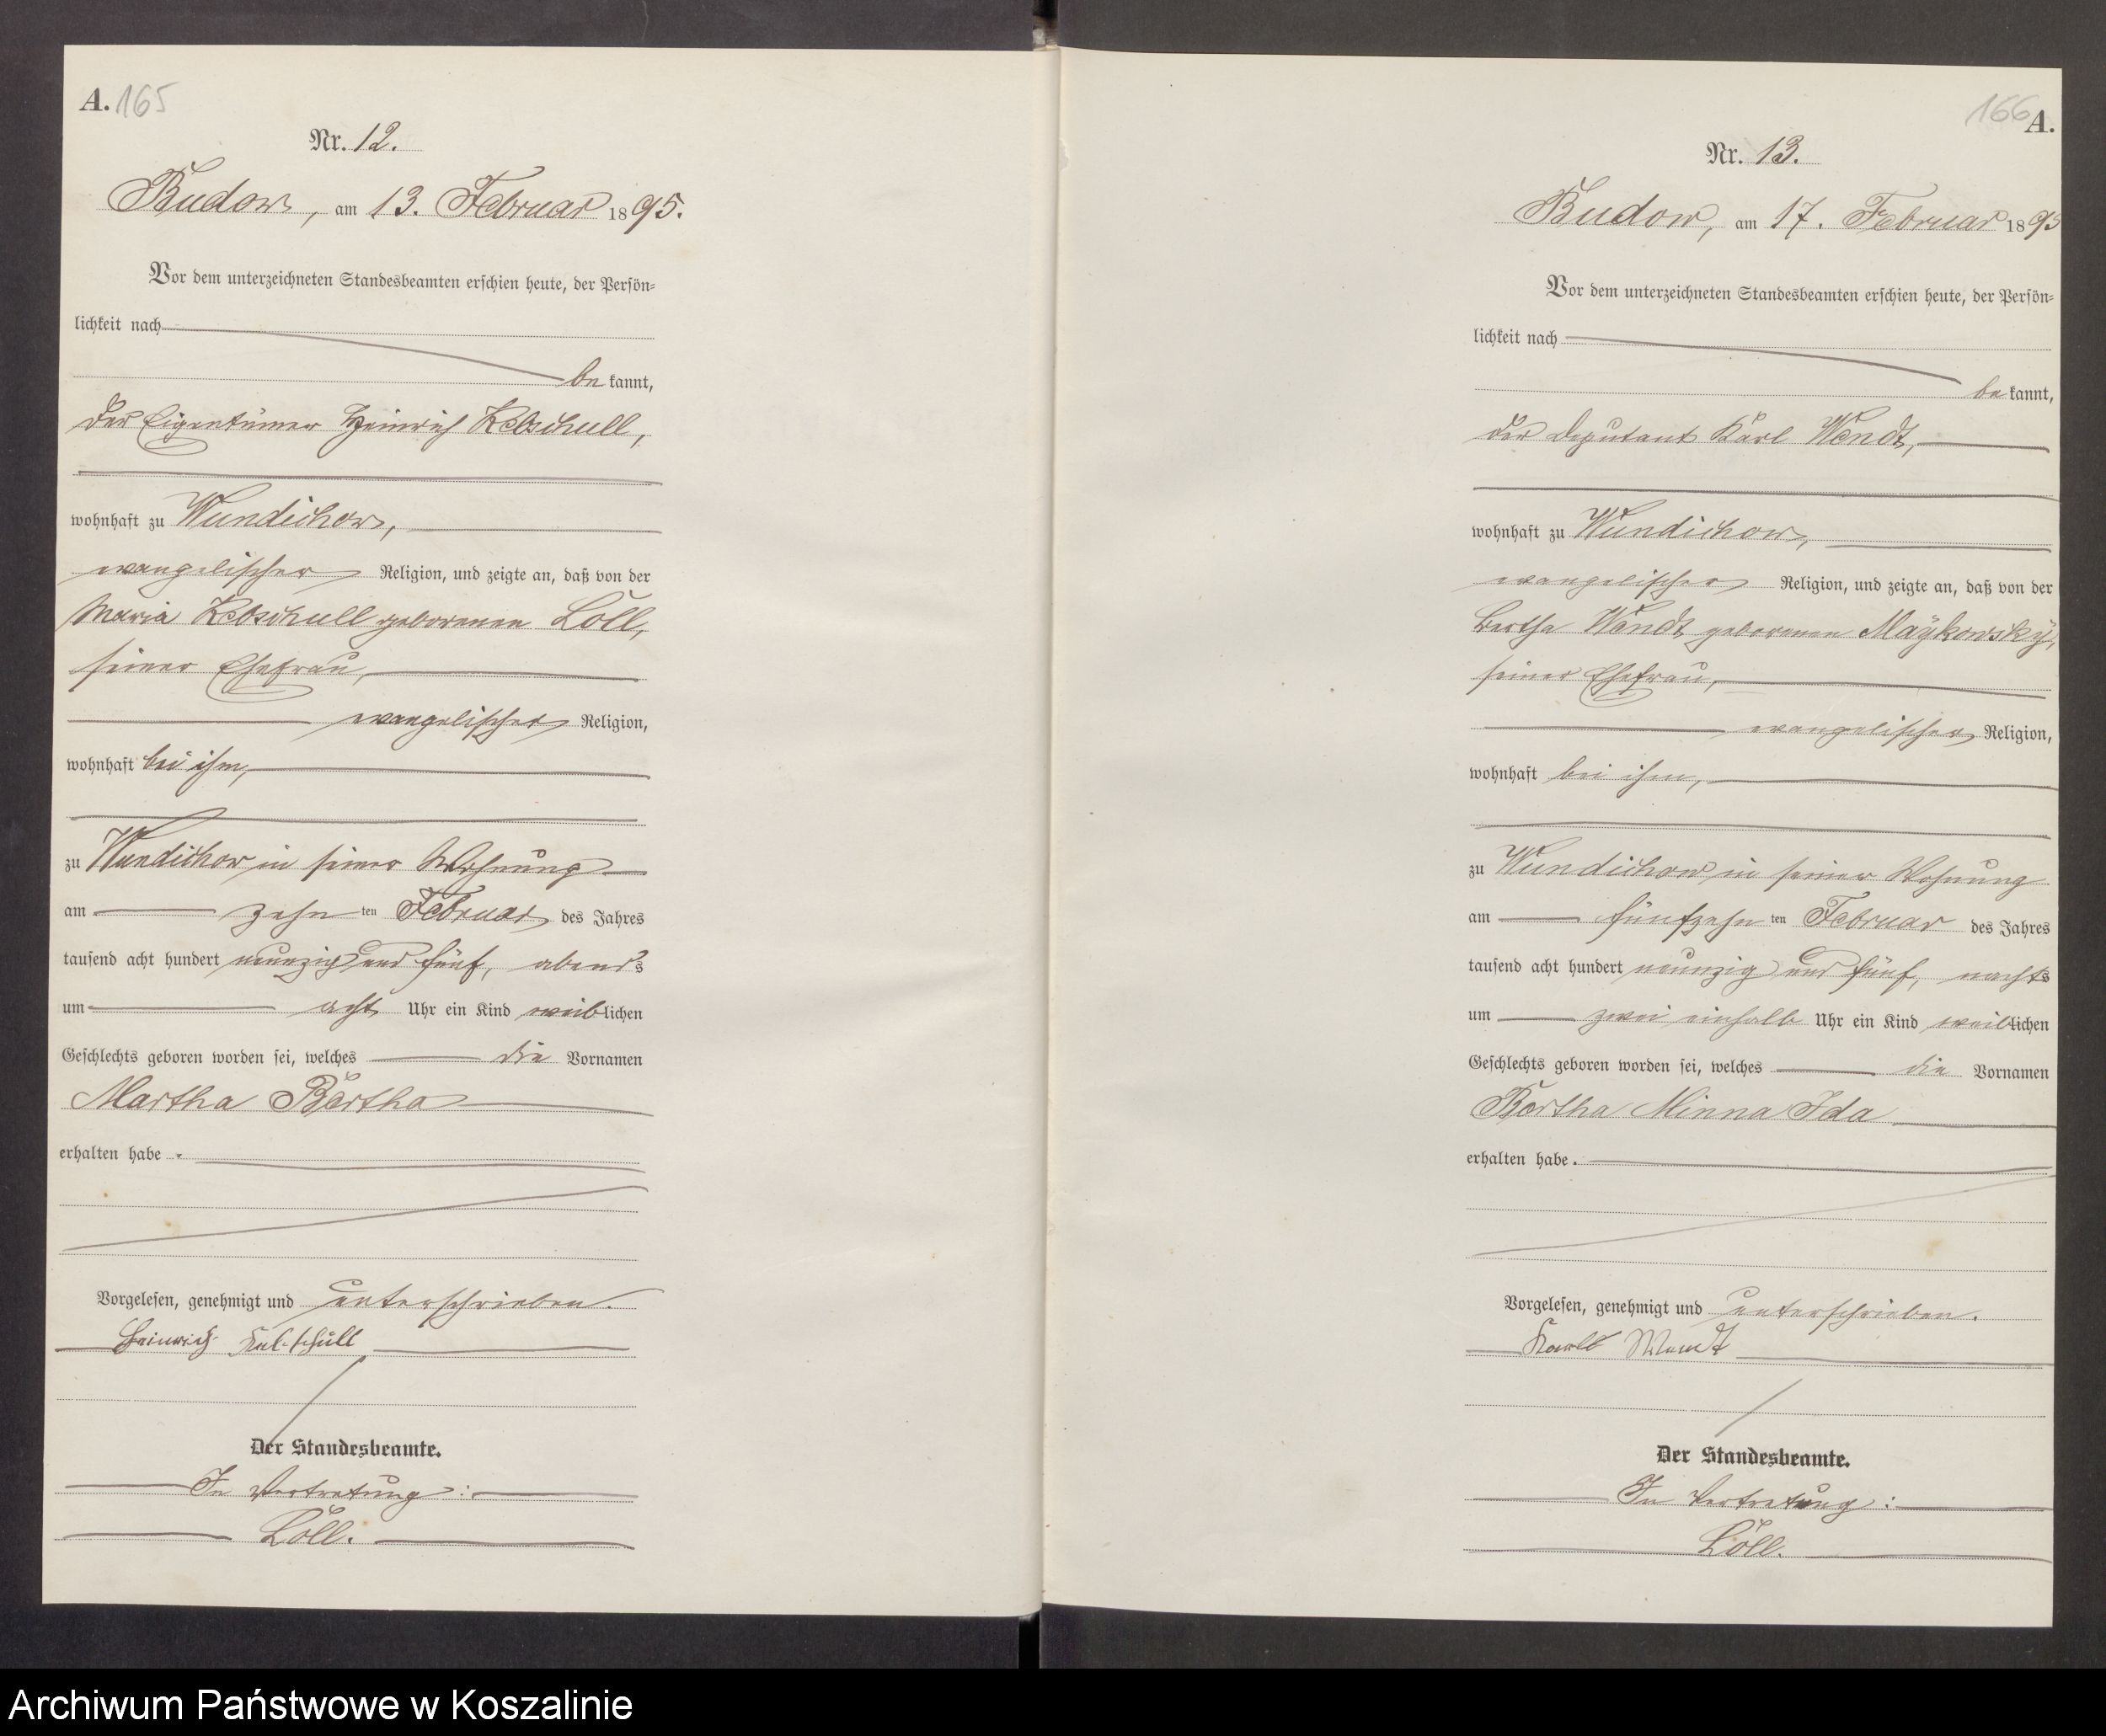 A. 165
Nr. 12.
Budow, am 13. Februar 1895.
Vor dem unterzeichneten Standesbeamten erschien heute, der Persön-
lichkeit nach
bekannt,
der Eigentümer Heinrich Kebschull,
wohnhaft zu Wundichow,
evangelischer Religion, und zeigte an, daß von der
Maria Kebschull geborenen Löll,
seiner Ehefrau,
evangelischer Religion,
wohnhaft bei ihm,
zu Wundichow in seiner Wohnung
am zehnten Februar des Jahres
tausend acht hundert neunzig und fünf, abends
um acht Uhr ein Kind weiblichen
Geschlechts geboren worden sei, welches die Vornamen
Martha Bertha
erhalten habe.
Vorgelesen, genehmigt und unterschrieben.
Heinrich Kebschull
Der Standesbeamte.
In Vertretung:
Löll.
166 A.
Nr. 13.
Budow, am 17. Februar 1895
Vor dem unterzeichneten Standesbeamten erschien heute, der Persön-
lichkeit nach
bekannt,
der Deputant Karl Wendt,
wohnhaft zu Wundichow,
evangelischer Religion, und zeigte an, daß von der
Bertha Wendt geborenen Maÿkowskÿ,
seiner Ehefrau,
evangelischer Religion,
wohnhaft bei ihm,
zu Wundichow in seiner Wohnung
am fünfzehnten Februar des Jahres
tausend acht hundert neunzig und fünf, nachts
um zwei einhalb Uhr ein Kind weiblichen
Geschlechts geboren worden sei, welches die Vornamen
Bertha Minna Ida
erhalten habe.
Vorgelesen, genehmigt und unterschrieben.
Karl Wendt
Der Standesbeamte.
In Vertretung:
Löll.
Archiwum Państwowe w Koszalinie